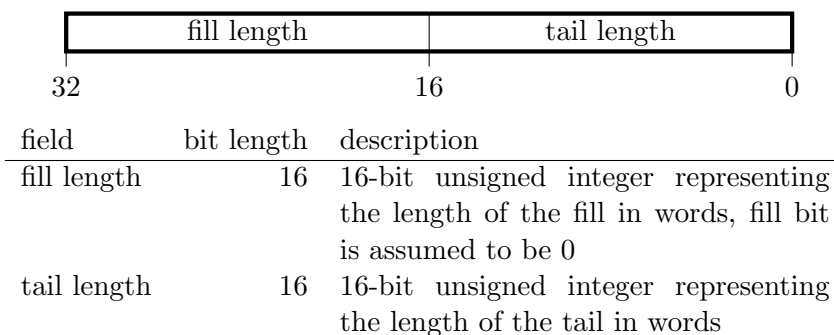 fill length tail length
32 16 0
field bit length description
fill length 16 16-bit unsigned integer representing
the length of the fill in words, fill bit
is assumed to be 0
tail length 16 16-bit unsigned integer representing
the length of the tail in words